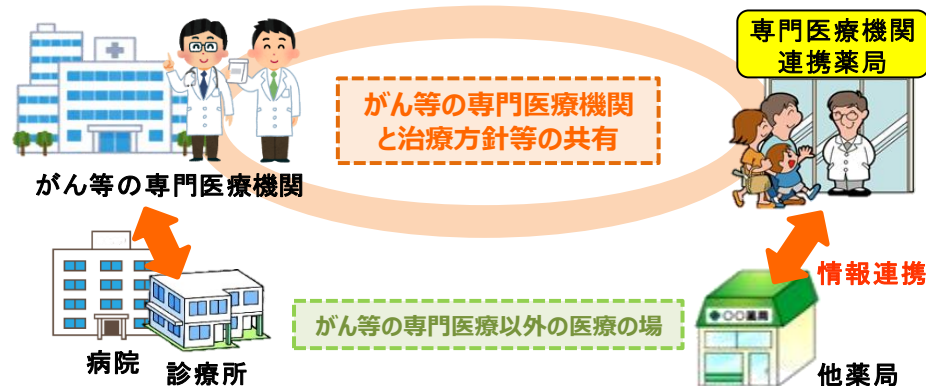 専門医療機関
連携薬局
がん等の専門医療機関
と治療方針等の共有
がん等の専門医療機関
情報連携
がん等の専門医療以外の医療の場
○○薬局
病院
診療所
他薬局